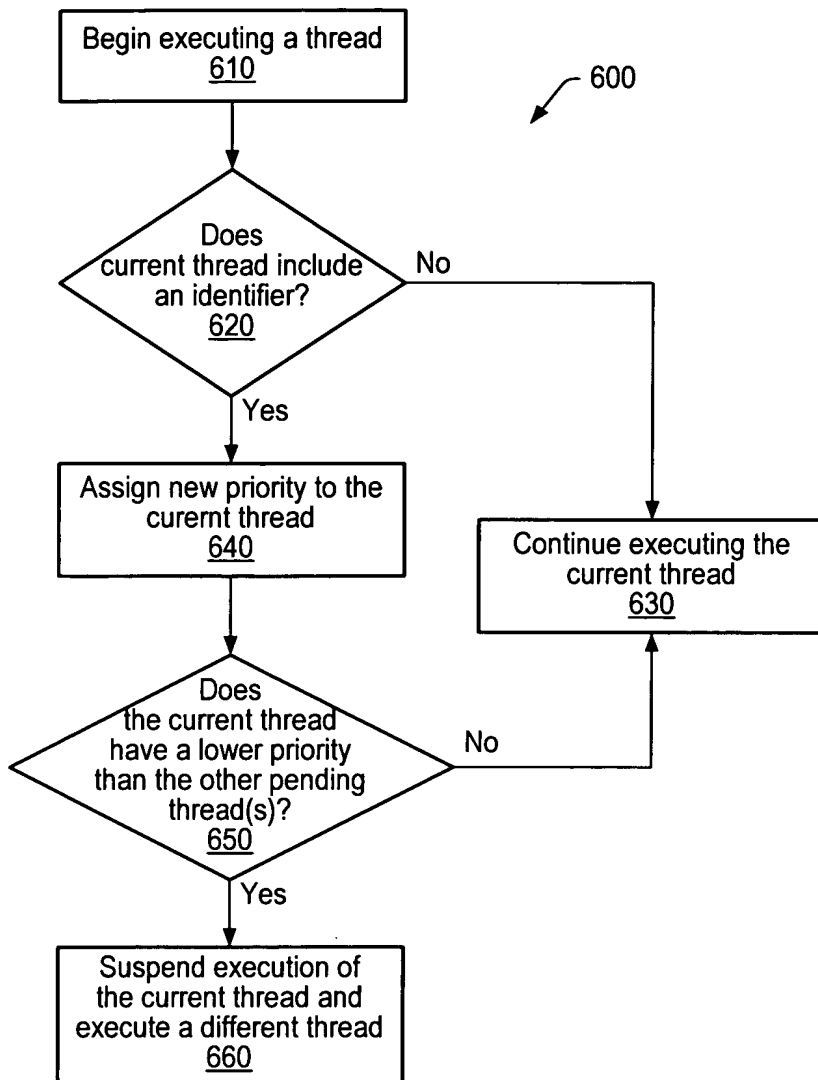 Begin executing a thread
610
600
Does
current thread include
an identifier?
620
No
Yes
Assign new priority to the
curernt thread
640
Continue executing the
current thread
630
Does
the current thread
have a lower priority
than the other pending
thread(s)?
650
No
Yes
Suspend execution of
the current thread and
execute a different thread
660